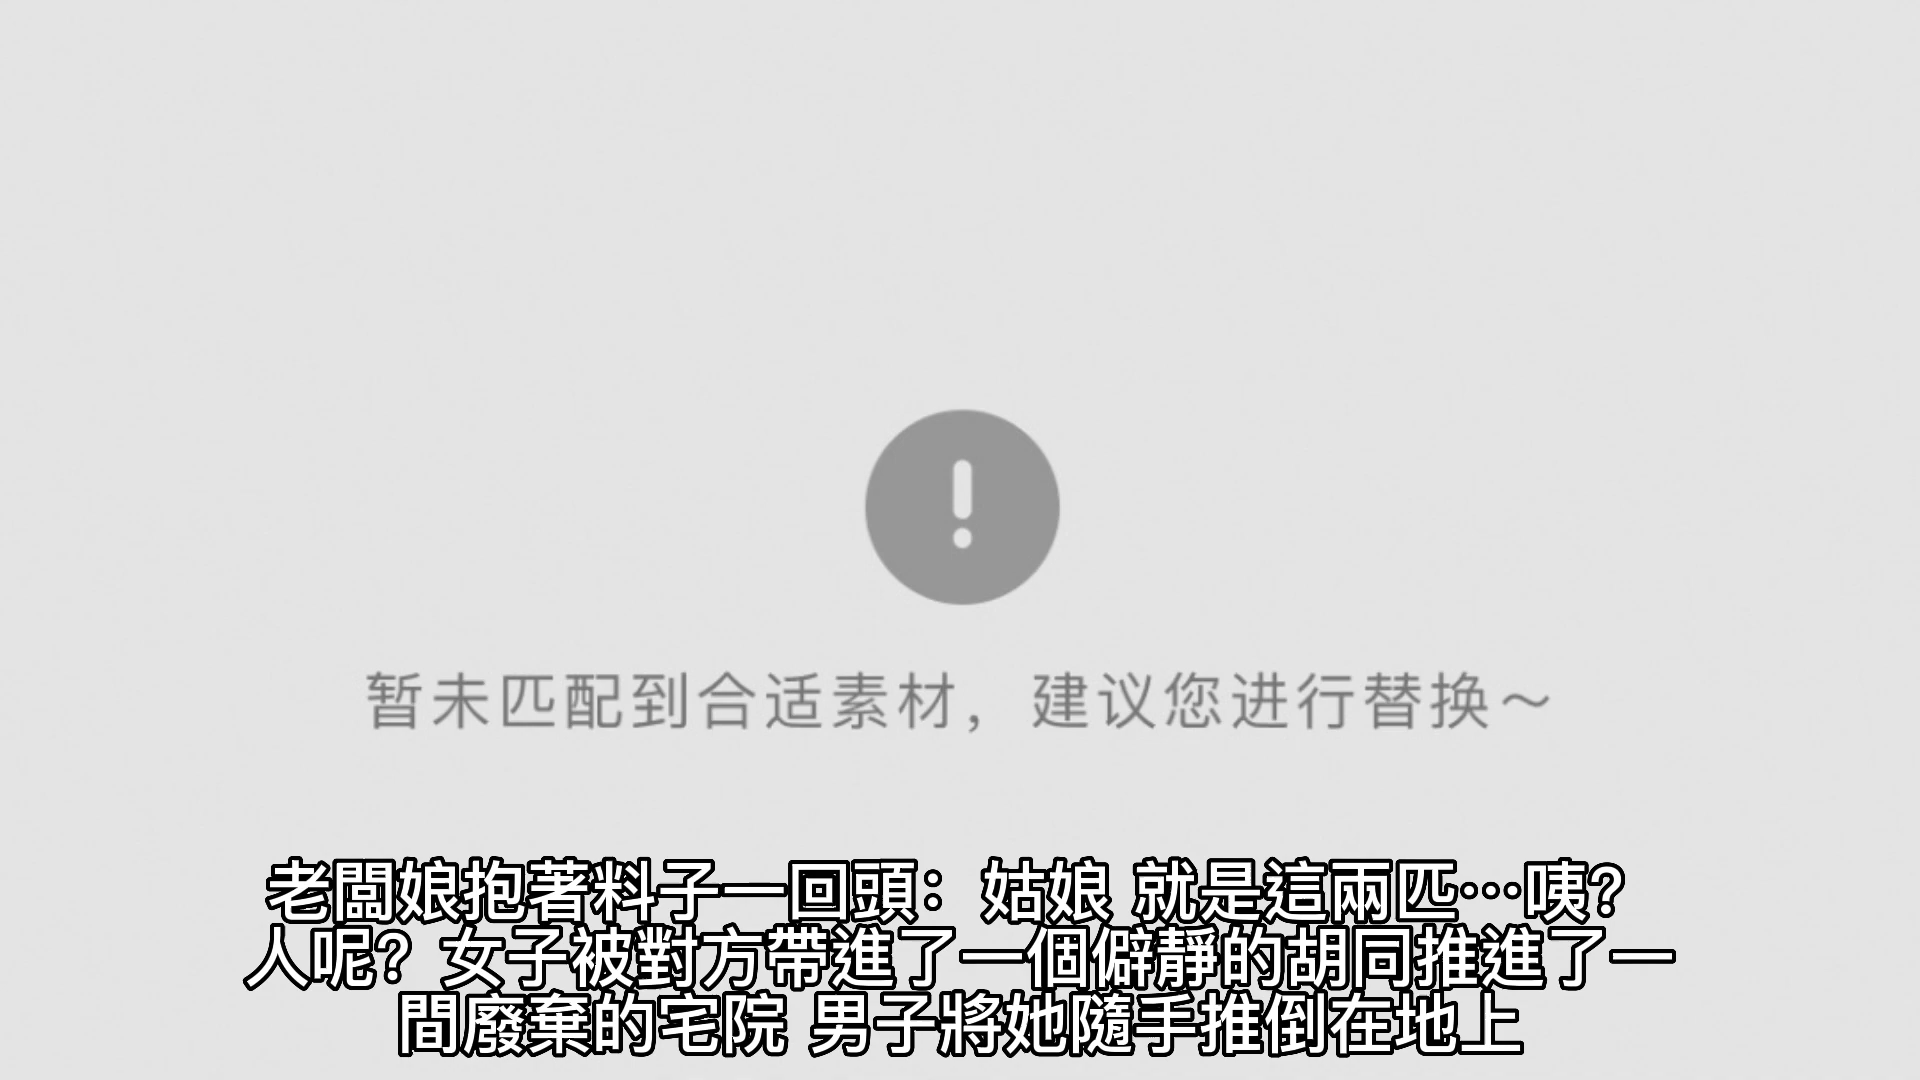 暂未匹配到合适素材，建议您进行替换～
老闆娘抱著料子一回頭：姑娘 就是這兩匹…咦？
人呢？女子被對方帶進了一個僻靜的胡同推進了一
間廢棄的宅院 男子將她隨手推倒在地上